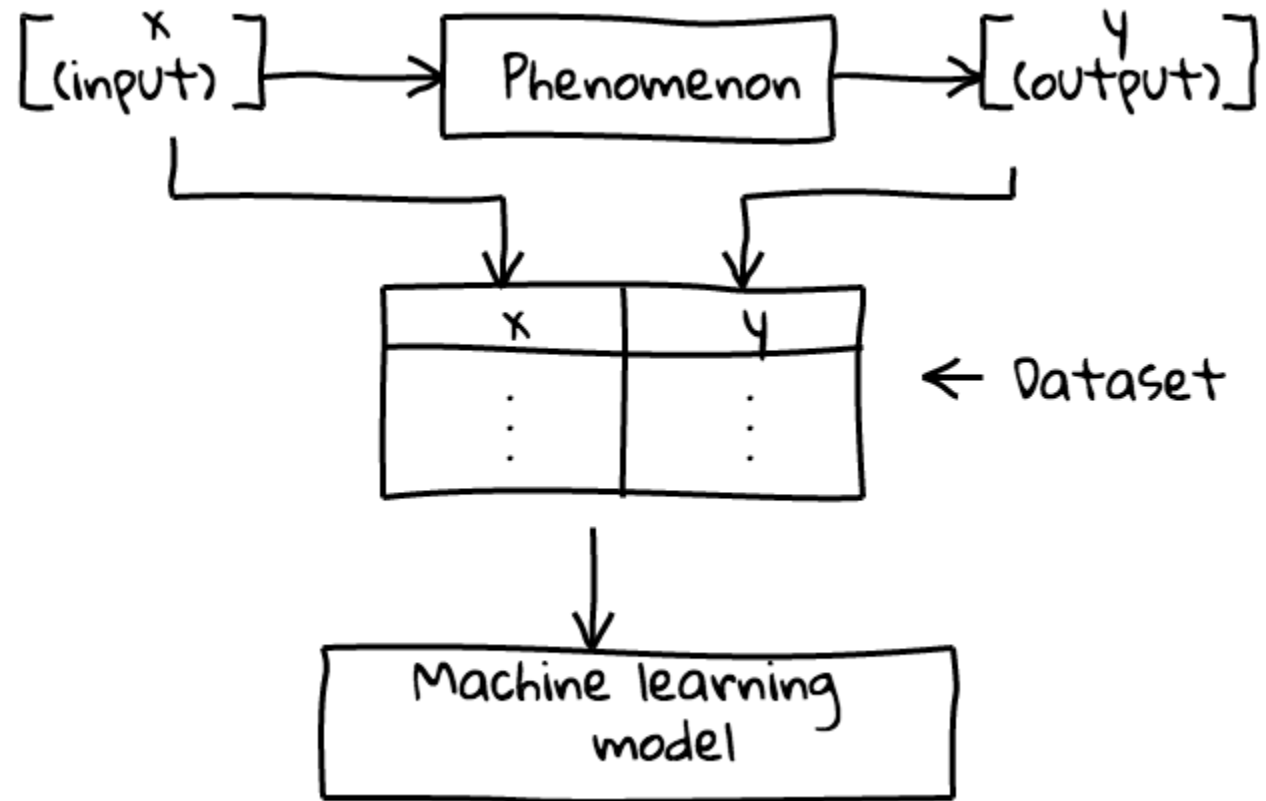 x
(input)
Phenomenon
y
(output)
x
y
Dataset
Machine learning
model